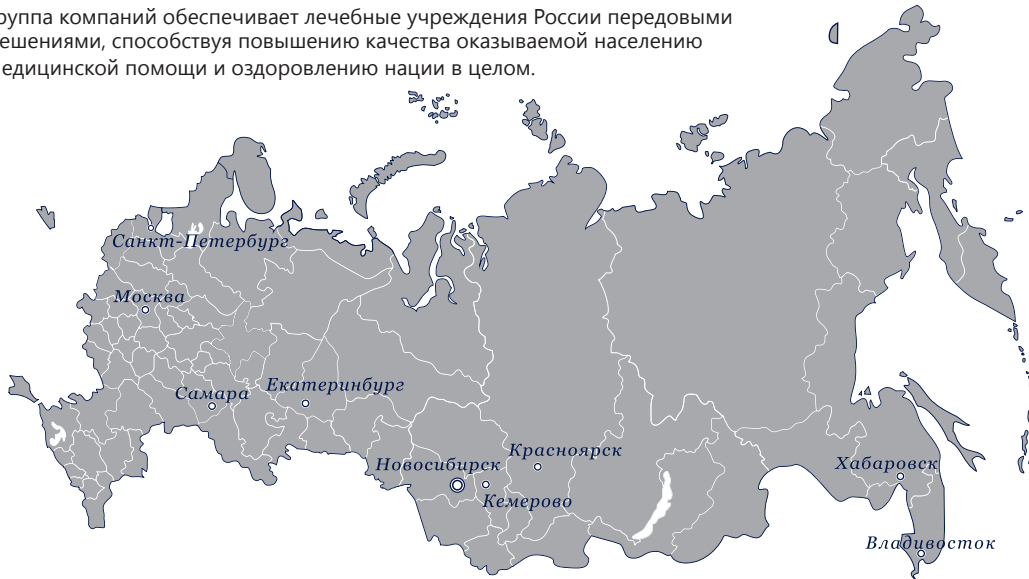 руппа компаний обеспечивает лечебные учреждения России передовыми
ешениями, способствуя повышению качества оказываемой населению
едицинской помощи и оздоровлению нации в целом.
Санкт-Петербург
Москва
Екатеринбург
Самара
Красноярск
Новосибирск
Хабаровск
Кемерово
Владивосток